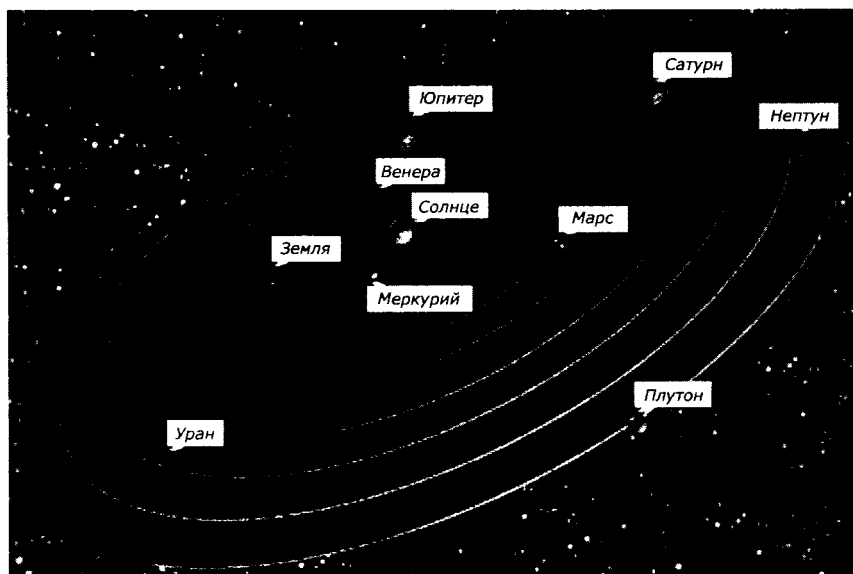 Сатурн
Юпитер
Нептун
Венера
Солнце
Марс
Земля
Меркурий
Плутон
Уран